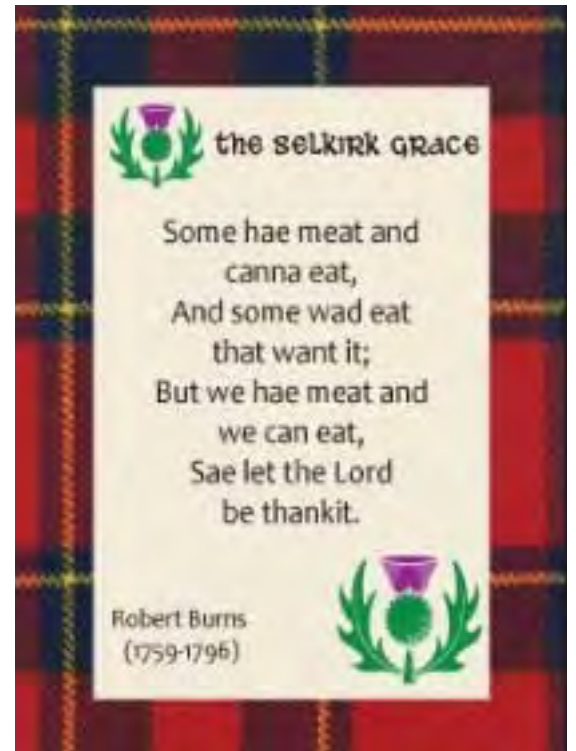 the selkirk grace
Some hae meat and
canna eat,
And some wad eat
that want it;
But we hae meat and
we can eat,
Sae let the Lord
be thankit.
Robert Burns
(1759-1796)